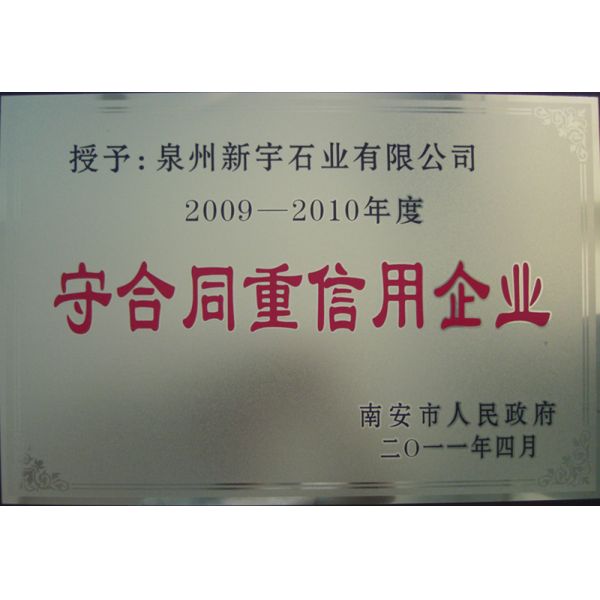 授予：泉州新宇石业有限公司
2009—2010年度
守合同重信用企业
南安市人民政府
二〇一一年四月